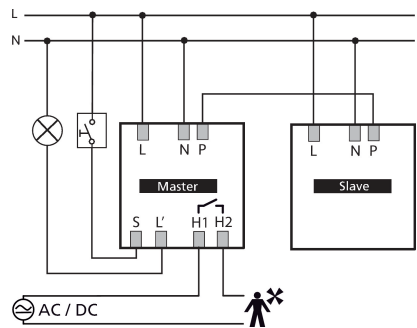 L
N
L N P L N P
Master Slave
S L' H1 H2
AC / DC